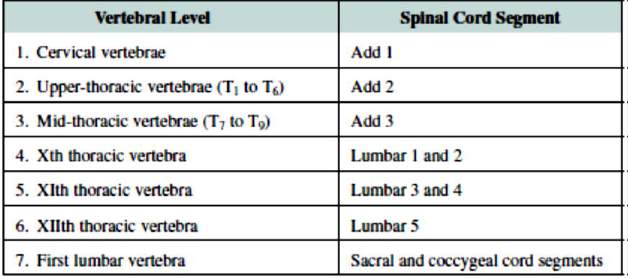 Vertebral Level Spinal Cord Segment
1. Cervical vertebrae Add 1
2. Upper-thoracic vertebrae (T₁ to T₆) Add 2
3. Mid-thoracic vertebrae (T₇ to T₉) Add 3
4. Xth thoracic vertebra Lumbar 1 and 2
5. XIth thoracic vertebra Lumbar 3 and 4
6. XIIth thoracic vertebra Lumbar 5
7. First lumbar vertebra Sacral and coccygeal cord segments